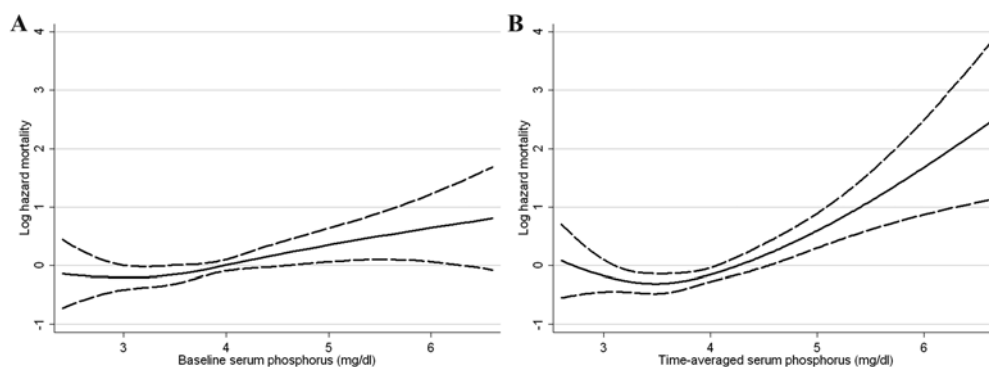 A
4
3
2
1
0
-1
Log hazard mortality
3 4 5 6
Baseline serum phosphorus (mg/dl)
B
4
3
2
1
0
-1
Log hazard mortality
3 4 5 6
Time-averaged serum phosphorus (mg/dl)